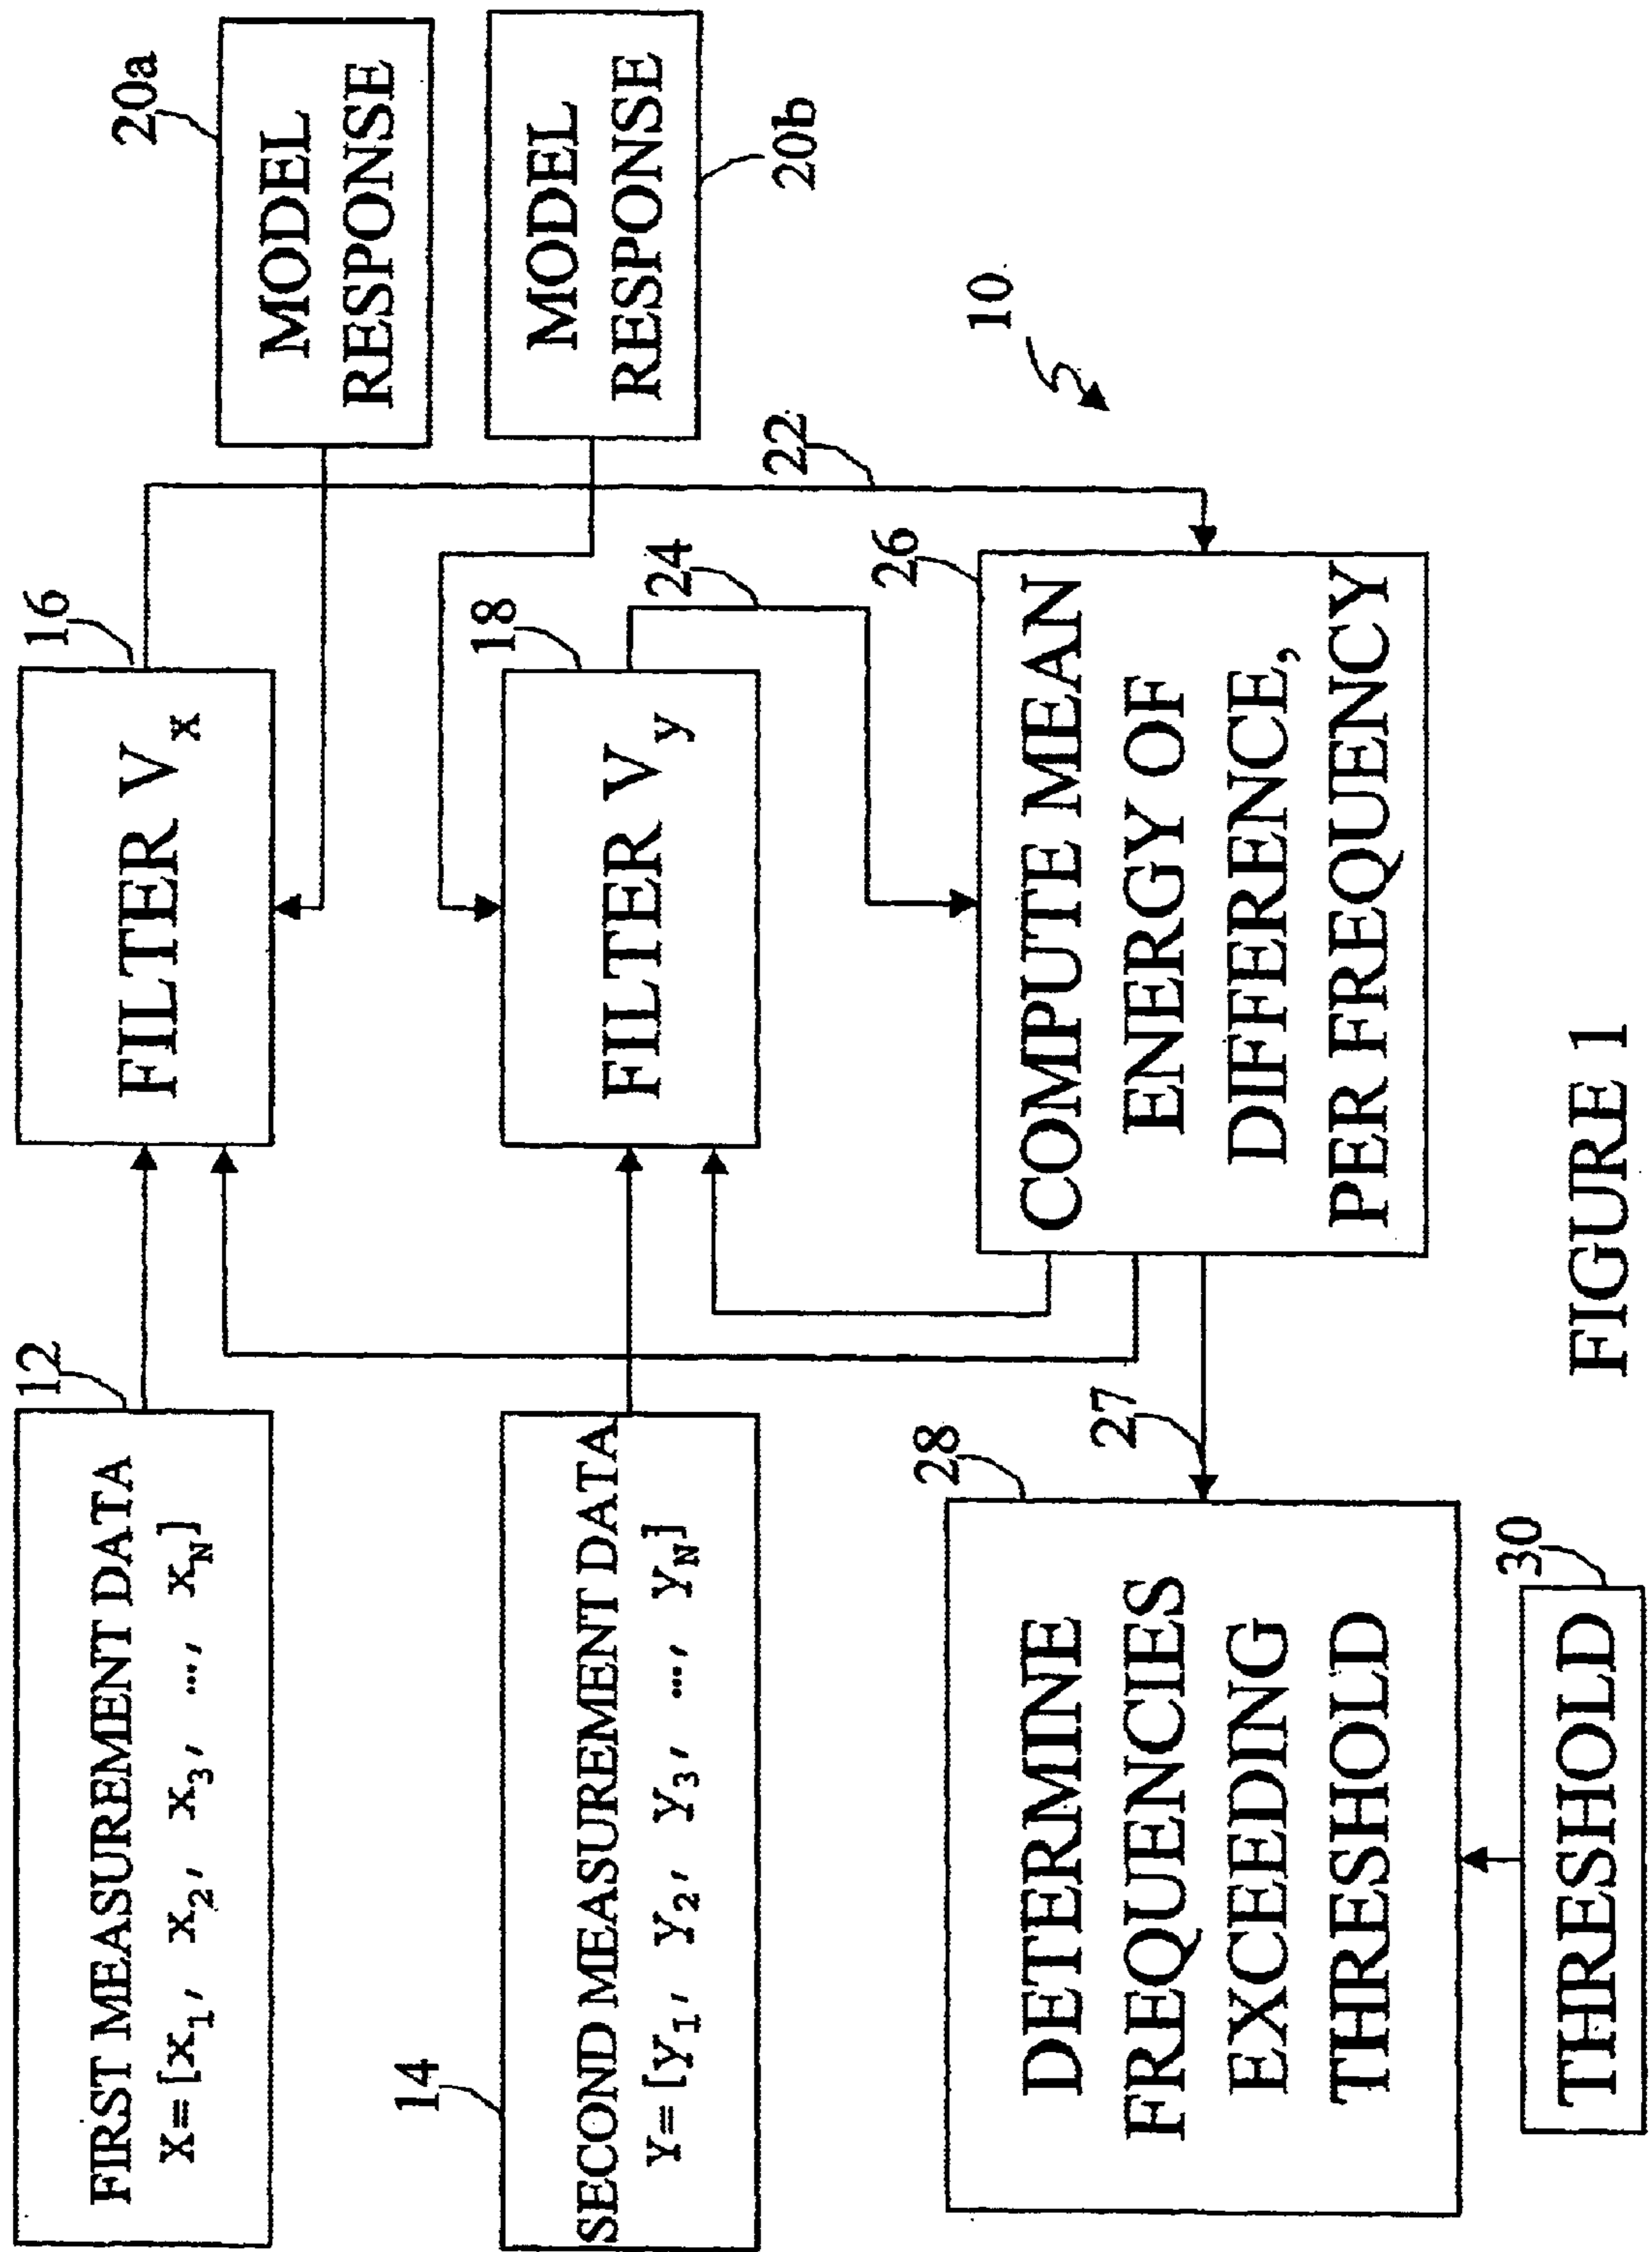 FIRST MEASUREMENT DATA
X=[x1, x2, x3, …, xN]
12
FILTER Vx
16
MODEL
RESPONSE
20a
SECOND MEASUREMENT DATA
Y=[Y1, Y2, Y3, …, YN]
14
FILTER Vy
18
MODEL
RESPONSE
20b
22
24
10
DETERMINE
FREQUENCIES
EXCEEDING
THRESHOLD
28
27
COMPUTE MEAN
ENERGY OF
DIFFERENCE,
PER FREQUENCY
26
THRESHOLD
30
FIGURE 1